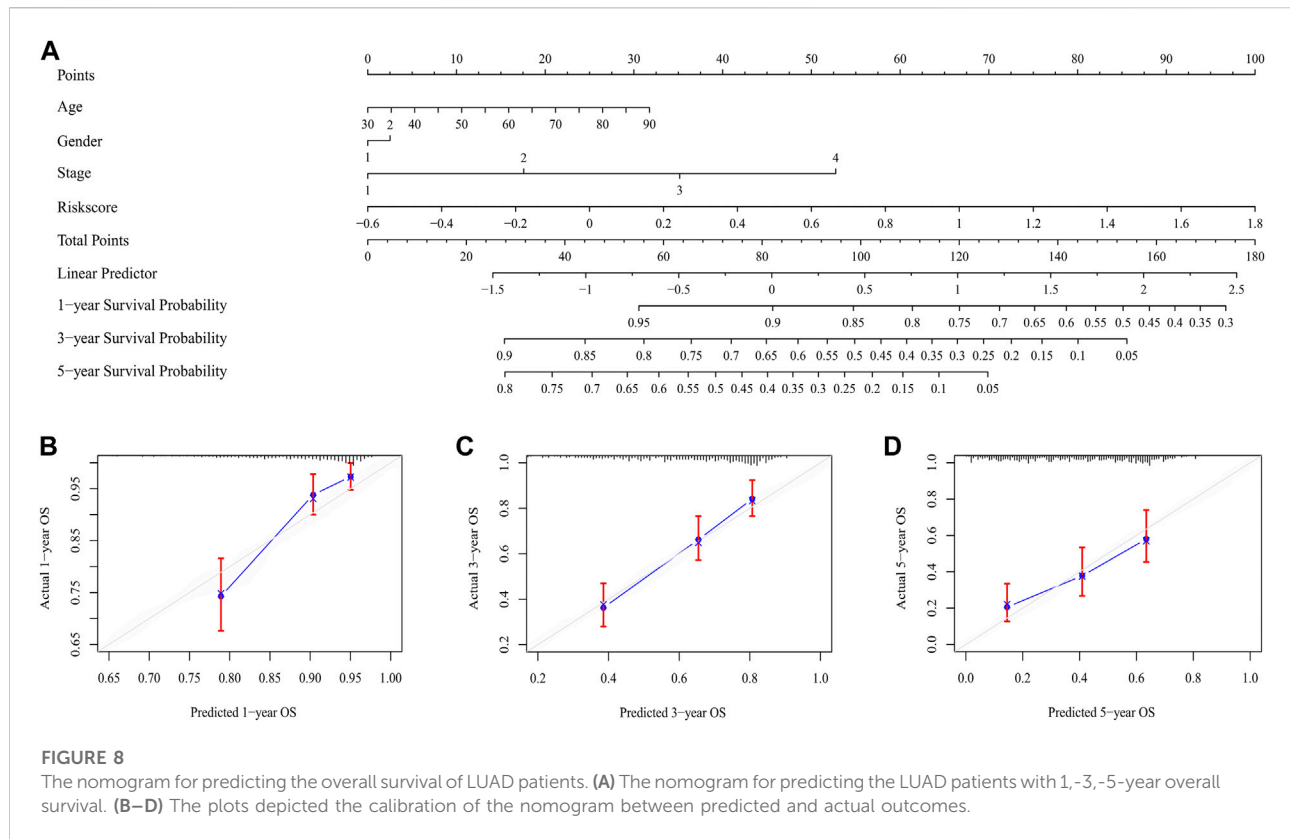 A
0 10 20 30 40 50 60 70 80 90 100
Points
Age
30 2 40 50 60 70 80 90
Gender
1
2 4
Stage
1 3
Riskscore
−0.6 −0.4 −0.2 0 0.2 0.4 0.6 0.8 1 1.2 1.4 1.6 1.8
Total Points
0 20 40 60 80 100 120 140 160 180
Linear Predictor
−1.5 −1 −0.5 0 0.5 1 1.5 2 2.5
1−year Survival Probability
0.95 0.9 0.85 0.8 0.75 0.7 0.65 0.6 0.55 0.5 0.45 0.4 0.35 0.3
3−year Survival Probability
0.9 0.85 0.8 0.75 0.7 0.65 0.6 0.55 0.5 0.45 0.4 0.35 0.3 0.25 0.2 0.15 0.1 0.05
5−year Survival Probability
0.8 0.75 0.7 0.65 0.6 0.55 0.5 0.45 0.4 0.35 0.3 0.25 0.2 0.15 0.1 0.05
B
Actual 1−year OS
0.95
0.85
0.75
0.65
0.65 0.70 0.75 0.80 0.85 0.90 0.95 1.00
Predicted 1−year OS
C
Actual 3−year OS
1.0
0.8
0.6
0.4
0.2
0.2 0.4 0.6 0.8 1.0
Predicted 3−year OS
D
Actual 5−year OS
1.0
0.8
0.6
0.4
0.2
0.0
0.0 0.2 0.4 0.6 0.8 1.0
Predicted 5−year OS
FIGURE 8
The nomogram for predicting the overall survival of LUAD patients. (A) The nomogram for predicting the LUAD patients with 1,-3,-5-year overall
survival. (B–D) The plots depicted the calibration of the nomogram between predicted and actual outcomes.